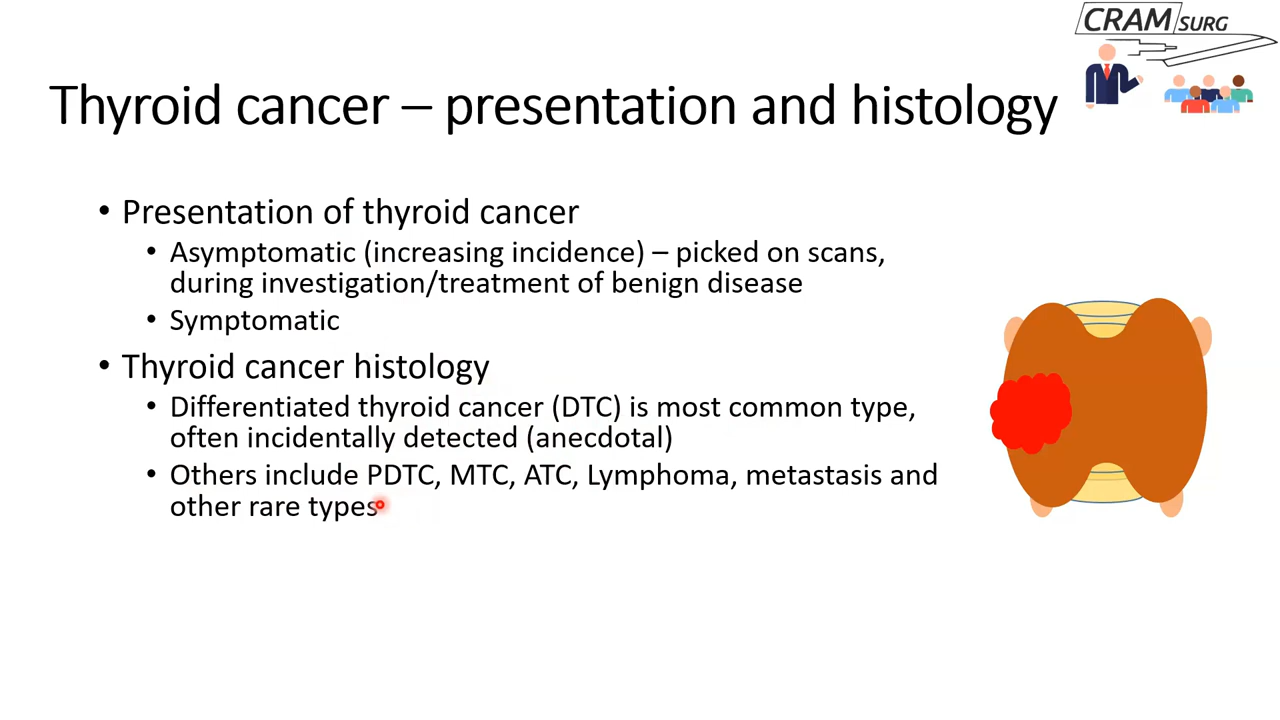 CRAM SURG
Thyroid cancer – presentation and histology
• Presentation of thyroid cancer
• Asymptomatic (increasing incidence) – picked on scans,
during investigation/treatment of benign disease
• Symptomatic
• Thyroid cancer histology
• Differentiated thyroid cancer (DTC) is most common type,
often incidentally detected (anecdotal)
• Others include PDTC, MTC, ATC, Lymphoma, metastasis and
other rare types